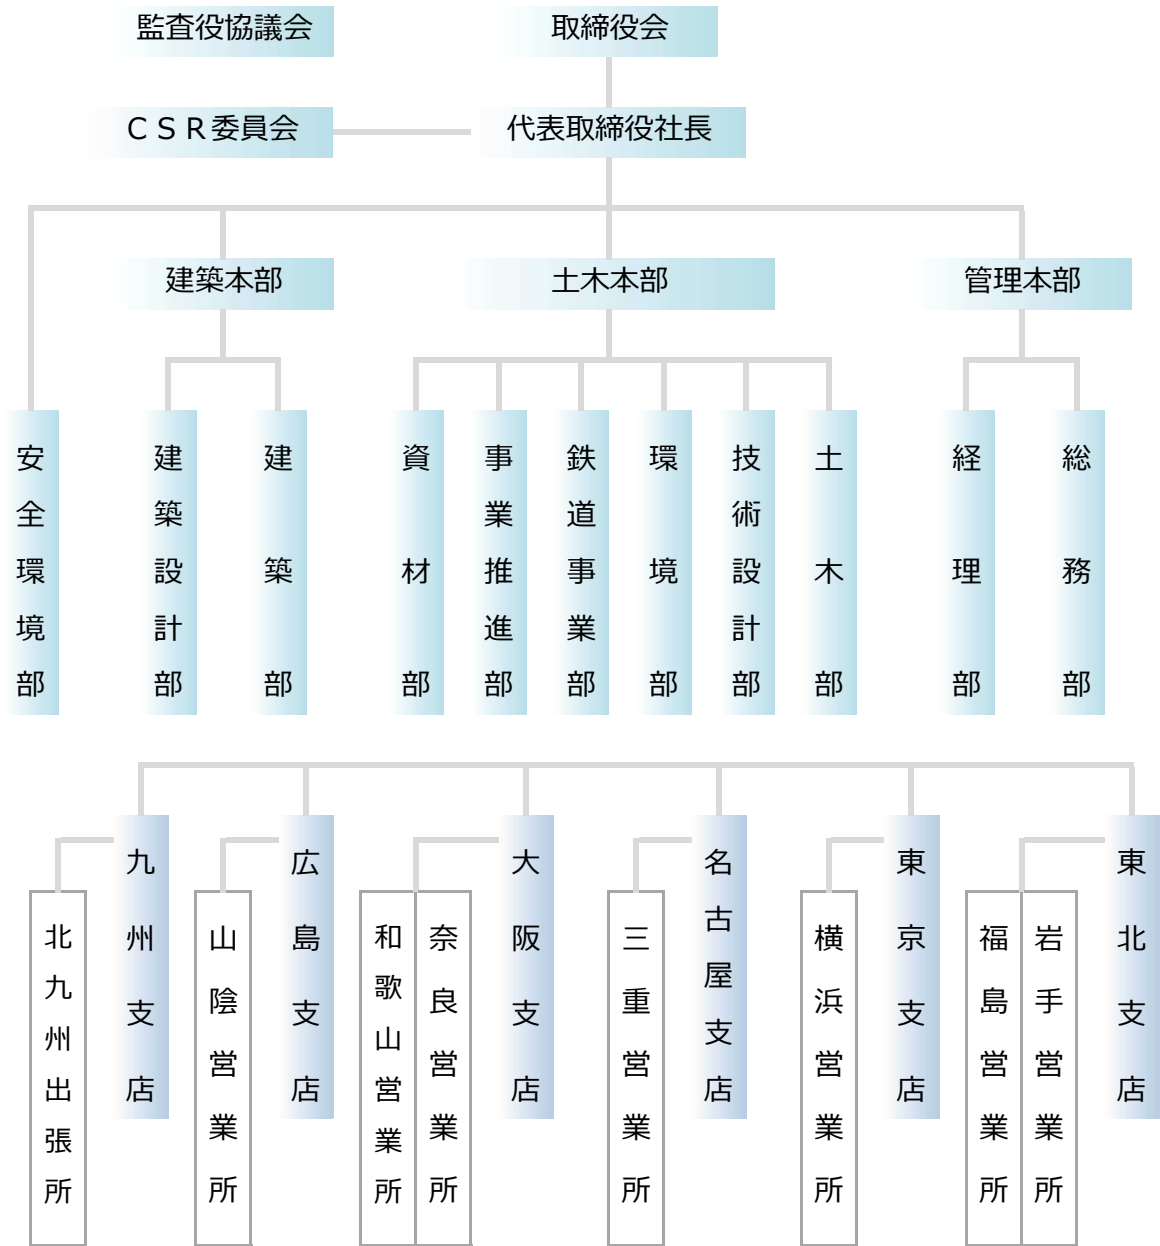 監査役協議会
取締役会
ＣＳＲ委員会
代表取締役社長
建築本部
土木本部
管理本部
安全環境部
建築設計部
建築部
資材部
事業推進部
鉄道事業部
環境部
技術設計部
土木部
経理部
総務部
九州支店
広島支店
大阪支店
名古屋支店
東京支店
東北支店
北九州出張所
山陰営業所
和歌山営業所
奈良営業所
三重営業所
横浜営業所
福島営業所
岩手営業所